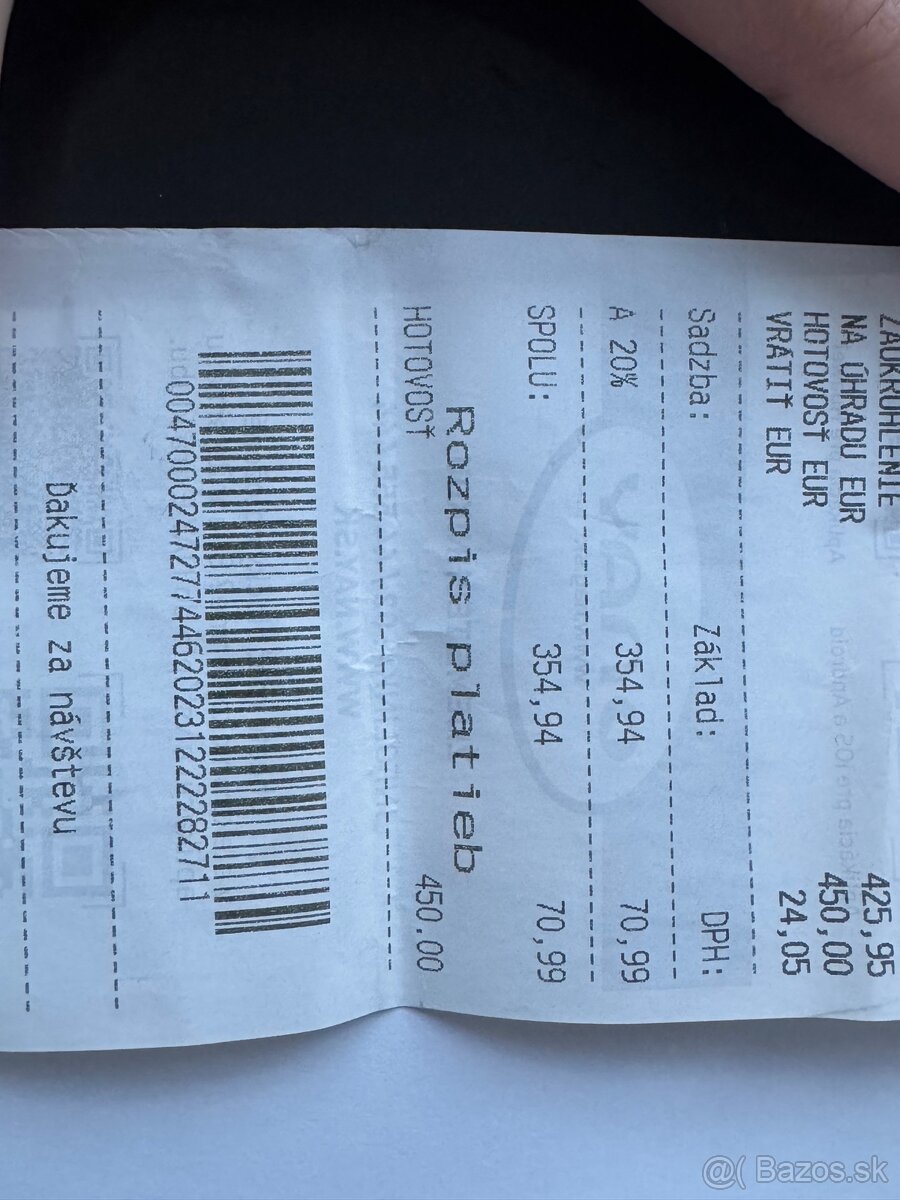 ZAOKRÚHLENIE
NA ÚHRADU EUR 425,95
HOTOVOSŤ EUR 450,00
VRÁTIŤ EUR 24,05
Sadzba: Základ: DPH:
A 20% 354,94 70,99
SPOLU: 354,94 70,99
Rozpis platieb
HOTOVOSŤ 450,00
00470002472774462023122282711
Ďakujeme za návštevu
@( Bazos.sk